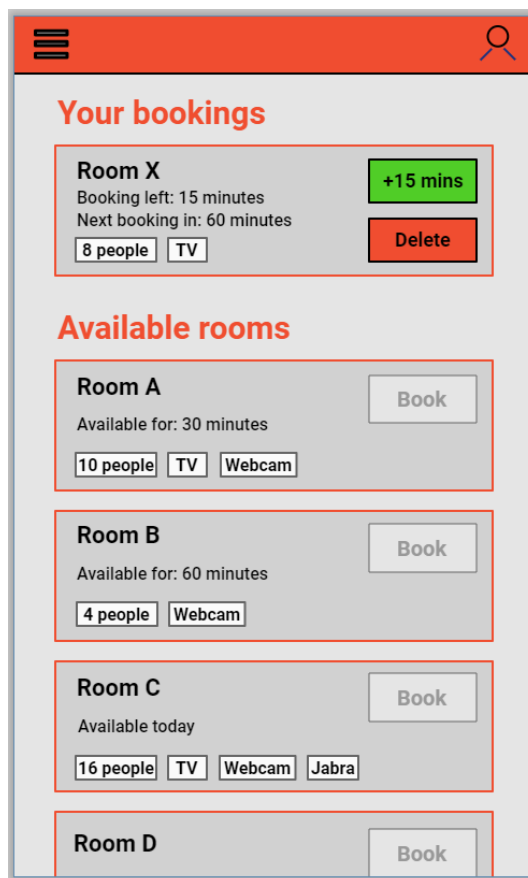 Your bookings
Room X
+15 mins
Booking left: 15 minutes
Next booking in: 60 minutes
Delete
8 people TV
Available rooms
Room A
Book
Available for: 30 minutes
10 people TV Webcam
Room B
Book
Available for: 60 minutes
4 people Webcam
Room C
Book
Available today
16 people TV Webcam Jabra
Room D
Book